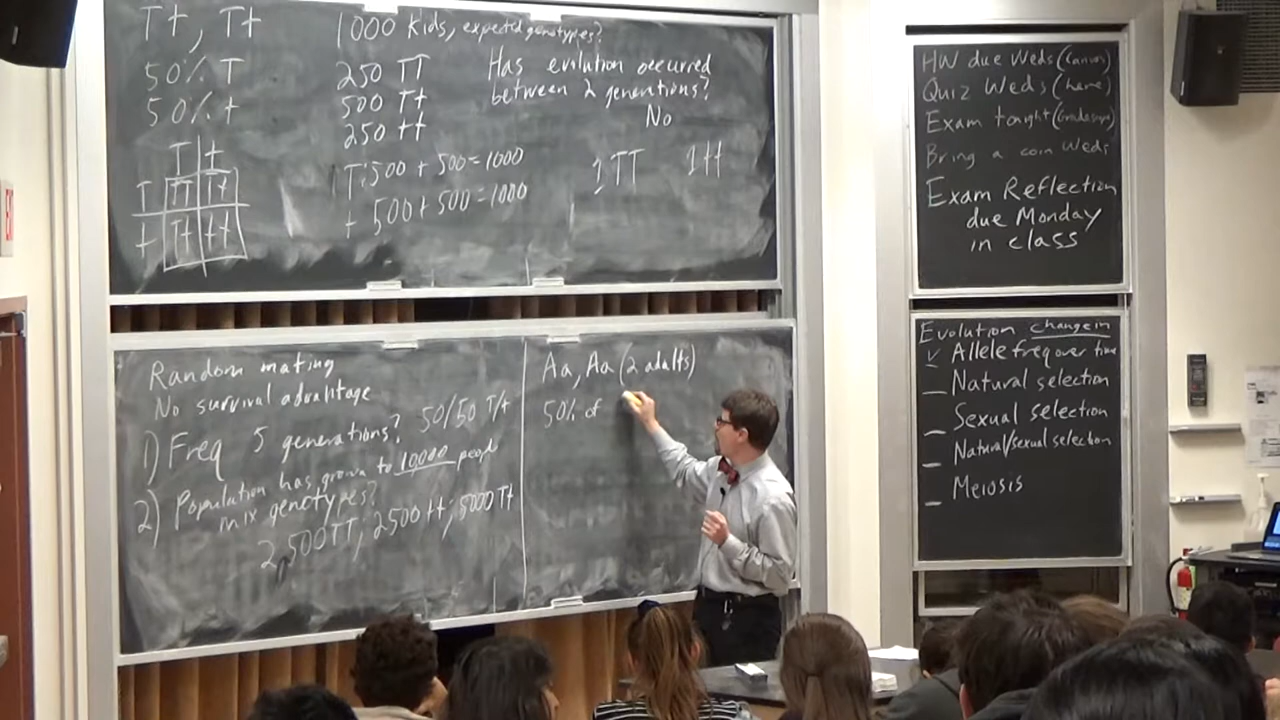 Tt, Tt
50% T
50% t
T t
T TT Tt
t Tt tt
1000 Kids, expected genotypes?
250 TT
500 Tt
250 tt
T: 500 + 500 = 1000
t 500 + 500 = 1000
Has evolution occurred
between 2 generations?
No
1 TT 1 tt
Random mating
No survival advantage
1) Freq 5 generations? 50/50 T/t
2) Population has grown to 10000 people
mix genotypes?
2,500 TT, 2500 tt, 5000 Tt
Aa, Aa (2 adults)
50% of
HW due Weds (Canvas)
Quiz Weds (here)
Exam tonght (Gradescope)
Bring a coin Weds
Exam Reflection
due Monday
in class
Evolution change in
✓ Allele freq over time
_ Natural selection
_ Sexual selection
_ Natural/sexual selection
_ Meiosis